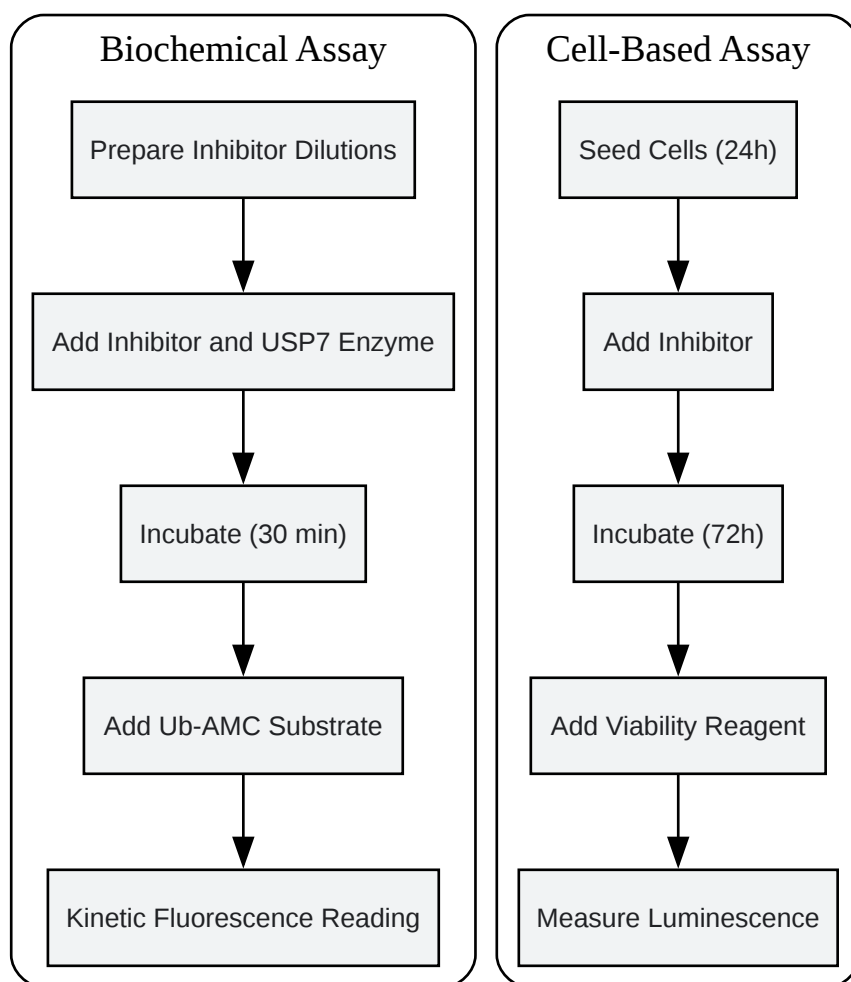 Biochemical Assay
Prepare Inhibitor Dilutions
Add Inhibitor and USP7 Enzyme
Incubate (30 min)
Add Ub-AMC Substrate
Kinetic Fluorescence Reading
Cell-Based Assay
Seed Cells (24h)
Add Inhibitor
Incubate (72h)
Add Viability Reagent
Measure Luminescence